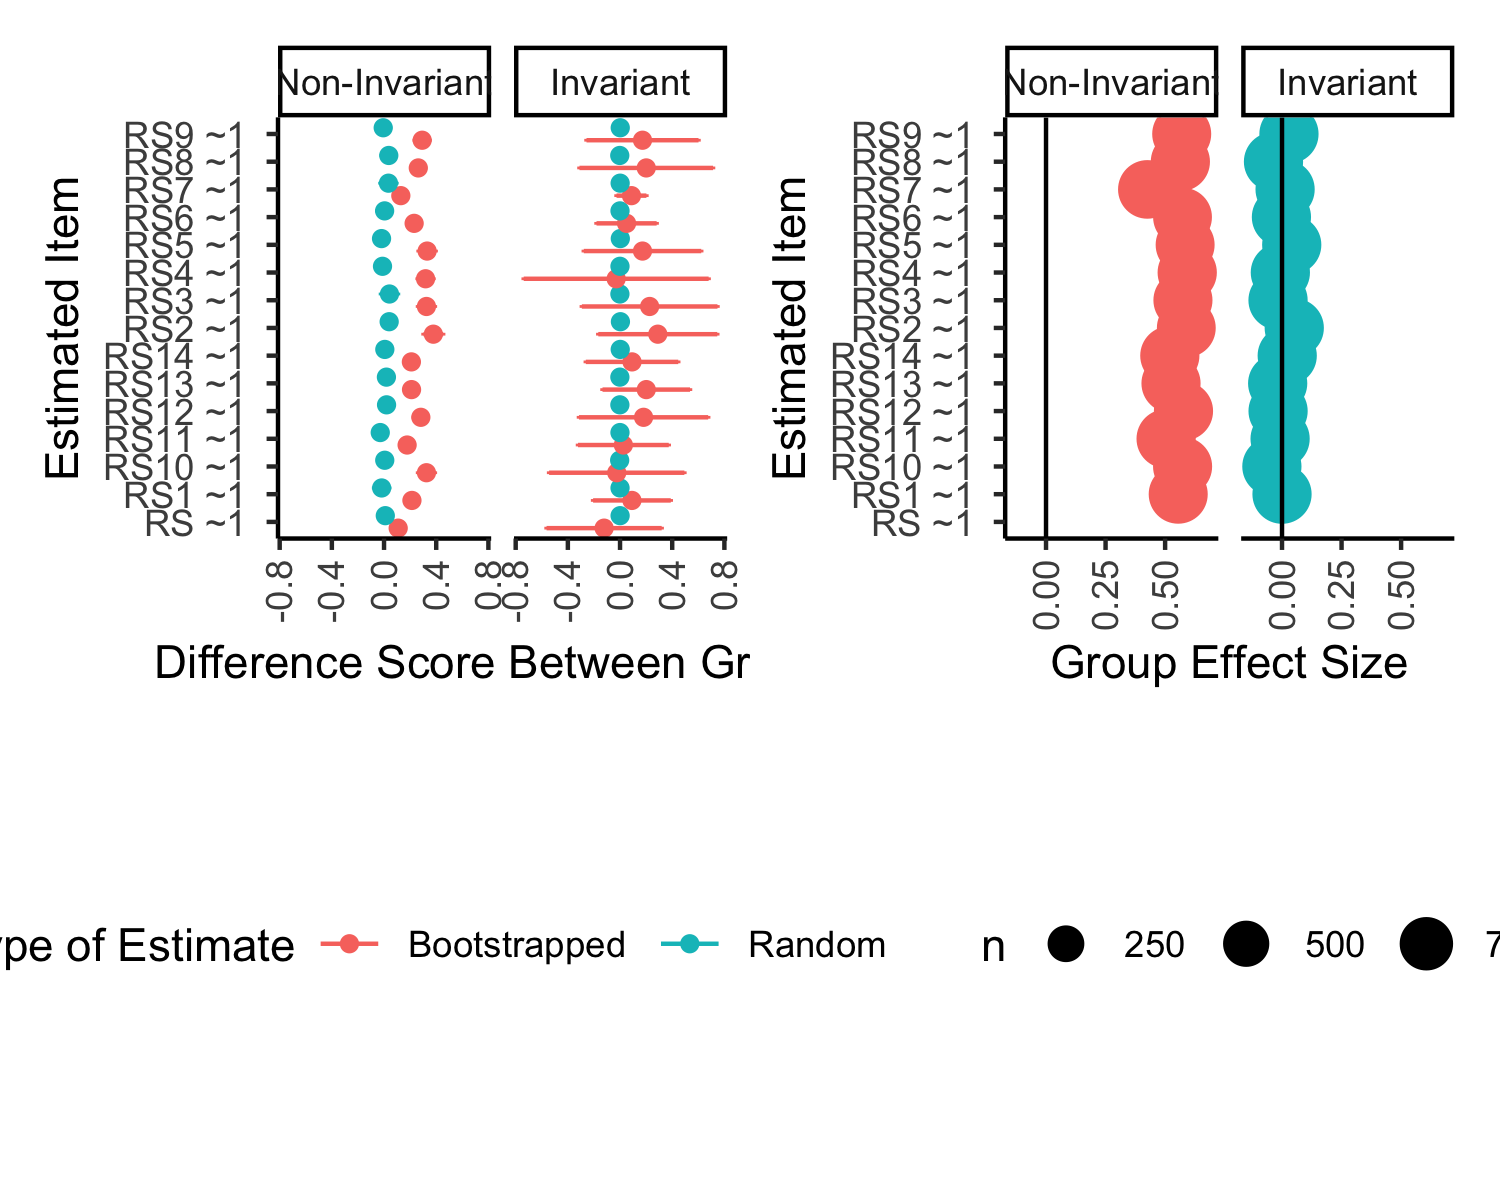 Non-Invariant
Invariant
Estimated Item
RS9 ~1
RS8 ~1
RS7 ~1
RS6 ~1
RS5 ~1
RS4 ~1
RS3 ~1
RS2 ~1
RS14 ~1
RS13 ~1
RS12 ~1
RS11 ~1
RS10 ~1
RS1 ~1
RS ~1
-0.8 -0.4 0.0 0.4 0.8
-0.8 -0.4 0.0 0.4 0.8
Difference Score Between Gr
Non-Invariant
Invariant
Estimated Item
RS9 ~1
RS8 ~1
RS7 ~1
RS6 ~1
RS5 ~1
RS4 ~1
RS3 ~1
RS2 ~1
RS14 ~1
RS13 ~1
RS12 ~1
RS11 ~1
RS10 ~1
RS1 ~1
RS ~1
0.00 0.25 0.50
0.00 0.25 0.50
Group Effect Size
ype of Estimate Bootstrapped Random
n 250 500 7